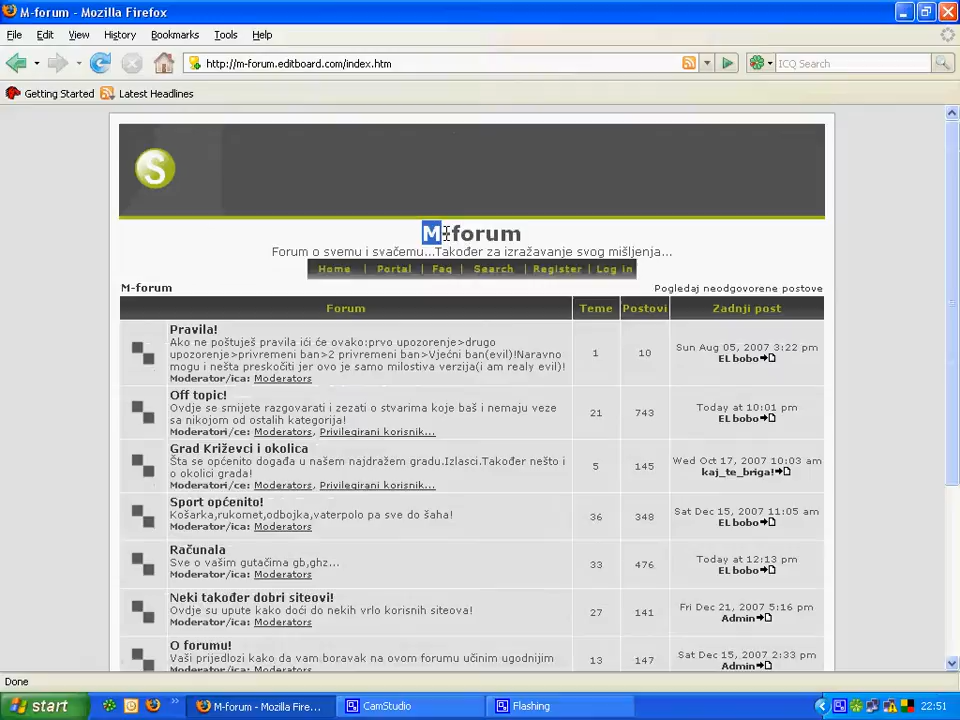 M-forum - Mozilla Firefox
File Edit View History Bookmarks Tools Help
http://m-forum.editboard.com/index.htm
ICQ Search
Getting Started Latest Headlines
S
M-forum
Forum o svemu i svačemu...Također za izražavanje svog mišljenja...
Home | Portal | Faq | Search | Register | Log in
M-forum Pogledaj neodgovorene postove
Forum Teme Postovi Zadnji post
Pravila!
Ako ne poštuješ pravila ići će ovako:prvo upozorenje>drugo
upozorenje>privremeni ban>2 privremeni ban>Vječni ban(evil)!Naravno
mogu i nešta preskočiti jer ovo je samo milostiva verzija(i am realy evil)!
Moderator/ica: Moderators
1 10 Sun Aug 05, 2007 3:22 pm
EL bobo
Off topic!
Ovdje se smijete razgovarati i zezati o stvarima koje baš i nemaju veze
sa nikojom od ostalih kategorija!
Moderatori/ce: Moderators, Privilegirani korisnik...
21 743 Today at 10:01 pm
EL bobo
Grad Križevci i okolica
Šta se općenito događa u našem najdražem gradu.Izlasci.Također nešto i
o okolici grada!
Moderatori/ce: Moderators, Privilegirani korisnik...
5 145 Wed Oct 17, 2007 10:03 am
kaj_te_briga!
Sport općenito!
Košarka,rukomet,odbojka,vaterpolo pa sve do šaha!
Moderator/ica: Moderators
36 348 Sat Dec 15, 2007 11:05 am
EL bobo
Računala
Sve o vašim gutačima gb,ghz...
Moderator/ica: Moderators
33 476 Today at 12:13 pm
EL bobo
Neki također dobri siteovi!
Ovdje su upute kako doći do nekih vrlo korisnih siteova!
Moderator/ica: Moderators
27 141 Fri Dec 21, 2007 5:16 pm
Admin
O forumu!
Vaši prijedlozi kako da vam boravak na ovom forumu učinim ugodnijim
Moderator/ica: Moderators
13 147 Sat Dec 15, 2007 2:33 pm
Admin
Done
start M-forum - Mozilla Fire... CamStudio Flashing 22:51